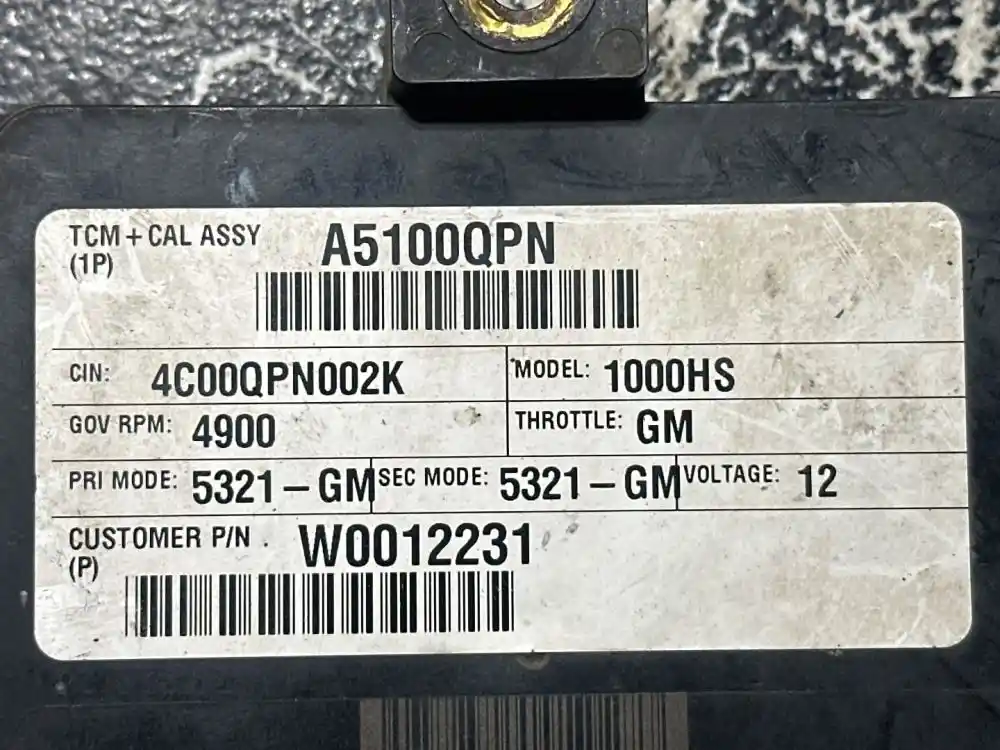 TCM + CAL ASSY A5100QPN
(1P)
CIN: 4C00QPN002K MODEL: 1000HS
GOV RPM: 4900 THROTTLE: GM
PRI MODE: 5321 – GM SEC MODE: 5321 – GM VOLTAGE: 12
CUSTOMER P/N . W0012231
(P)